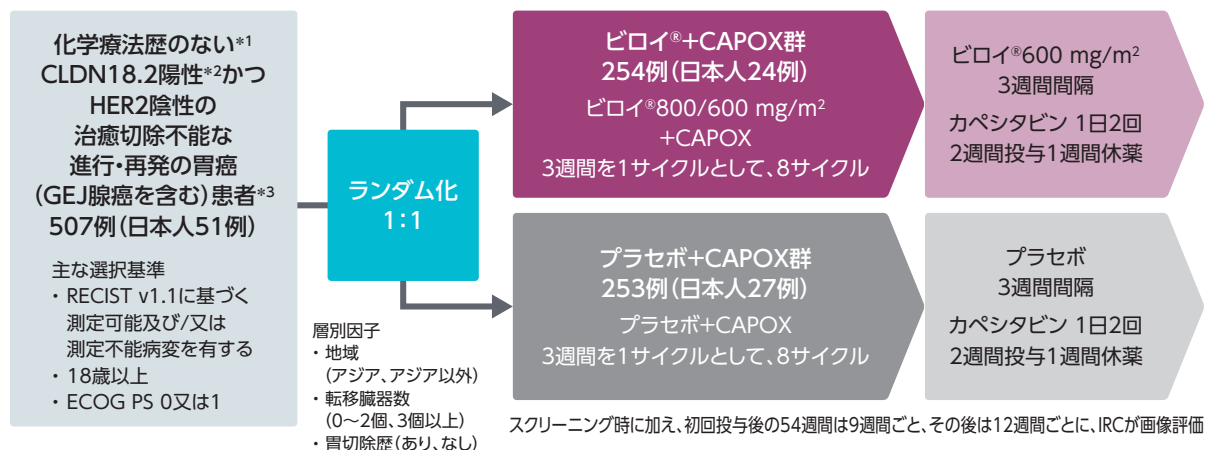 化学療法歴のない*1
CLDN18.2陽性*2かつ
HER2陰性の
治癒切除不能な
進行・再発の胃癌
(GEJ腺癌を含む)患者*3
507例(日本人51例)
主な選択基準
・ RECIST v1.1に基づく
測定可能及び/又は
測定不能病変を有する
・ 18歳以上
・ ECOG PS 0又は1
ランダム化
1:1
層別因子
・ 地域
(アジア、アジア以外)
・ 転移臓器数
(0〜2個、3個以上)
・ 胃切除歴(あり、なし)
ビロイ®+CAPOX群
254例(日本人24例)
ビロイ®800/600 mg/m²
+CAPOX
3週間を1サイクルとして、8サイクル
ビロイ®600 mg/m²
3週間間隔
カペシタビン 1日2回
2週間投与1週間休薬
プラセボ+CAPOX群
253例(日本人27例)
プラセボ+CAPOX
3週間を1サイクルとして、8サイクル
プラセボ
3週間間隔
カペシタビン 1日2回
2週間投与1週間休薬
スクリーニング時に加え、初回投与後の54週間は9週間ごと、その後は12週間ごとに、IRCが画像評価